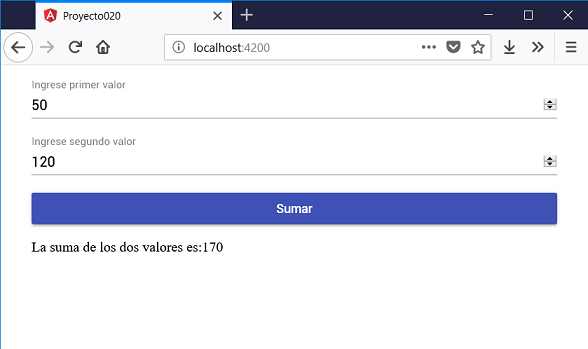 Proyecto020
localhost:4200
Ingrese primer valor
50
Ingrese segundo valor
120
Sumar
La suma de los dos valores es:170